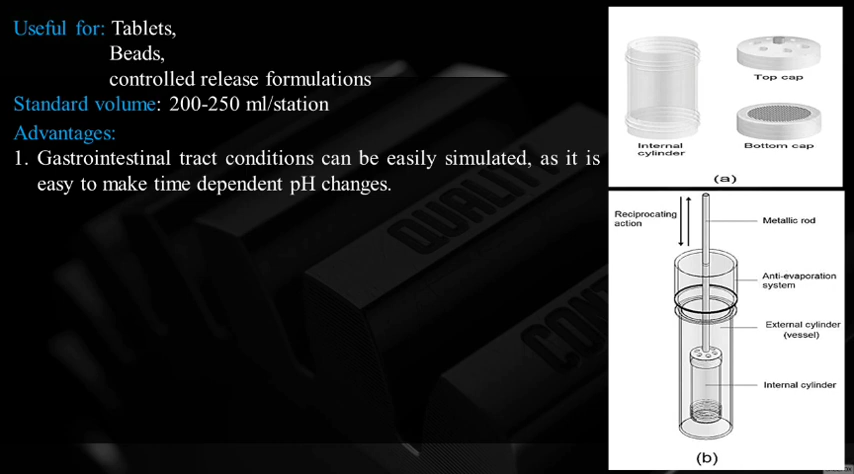 Useful for: Tablets,
Beads,
controlled release formulations
Standard volume: 200-250 ml/station
Advantages:
1. Gastrointestinal tract conditions can be easily simulated, as it is
easy to make time dependent pH changes.
QUALITY
Top cap
Internal
cylinder
Bottom cap
(a)
Reciprocating
action
Metallic rod
Anti-evaporation
system
External cylinder
(vessel)
Internal cylinder
(b)